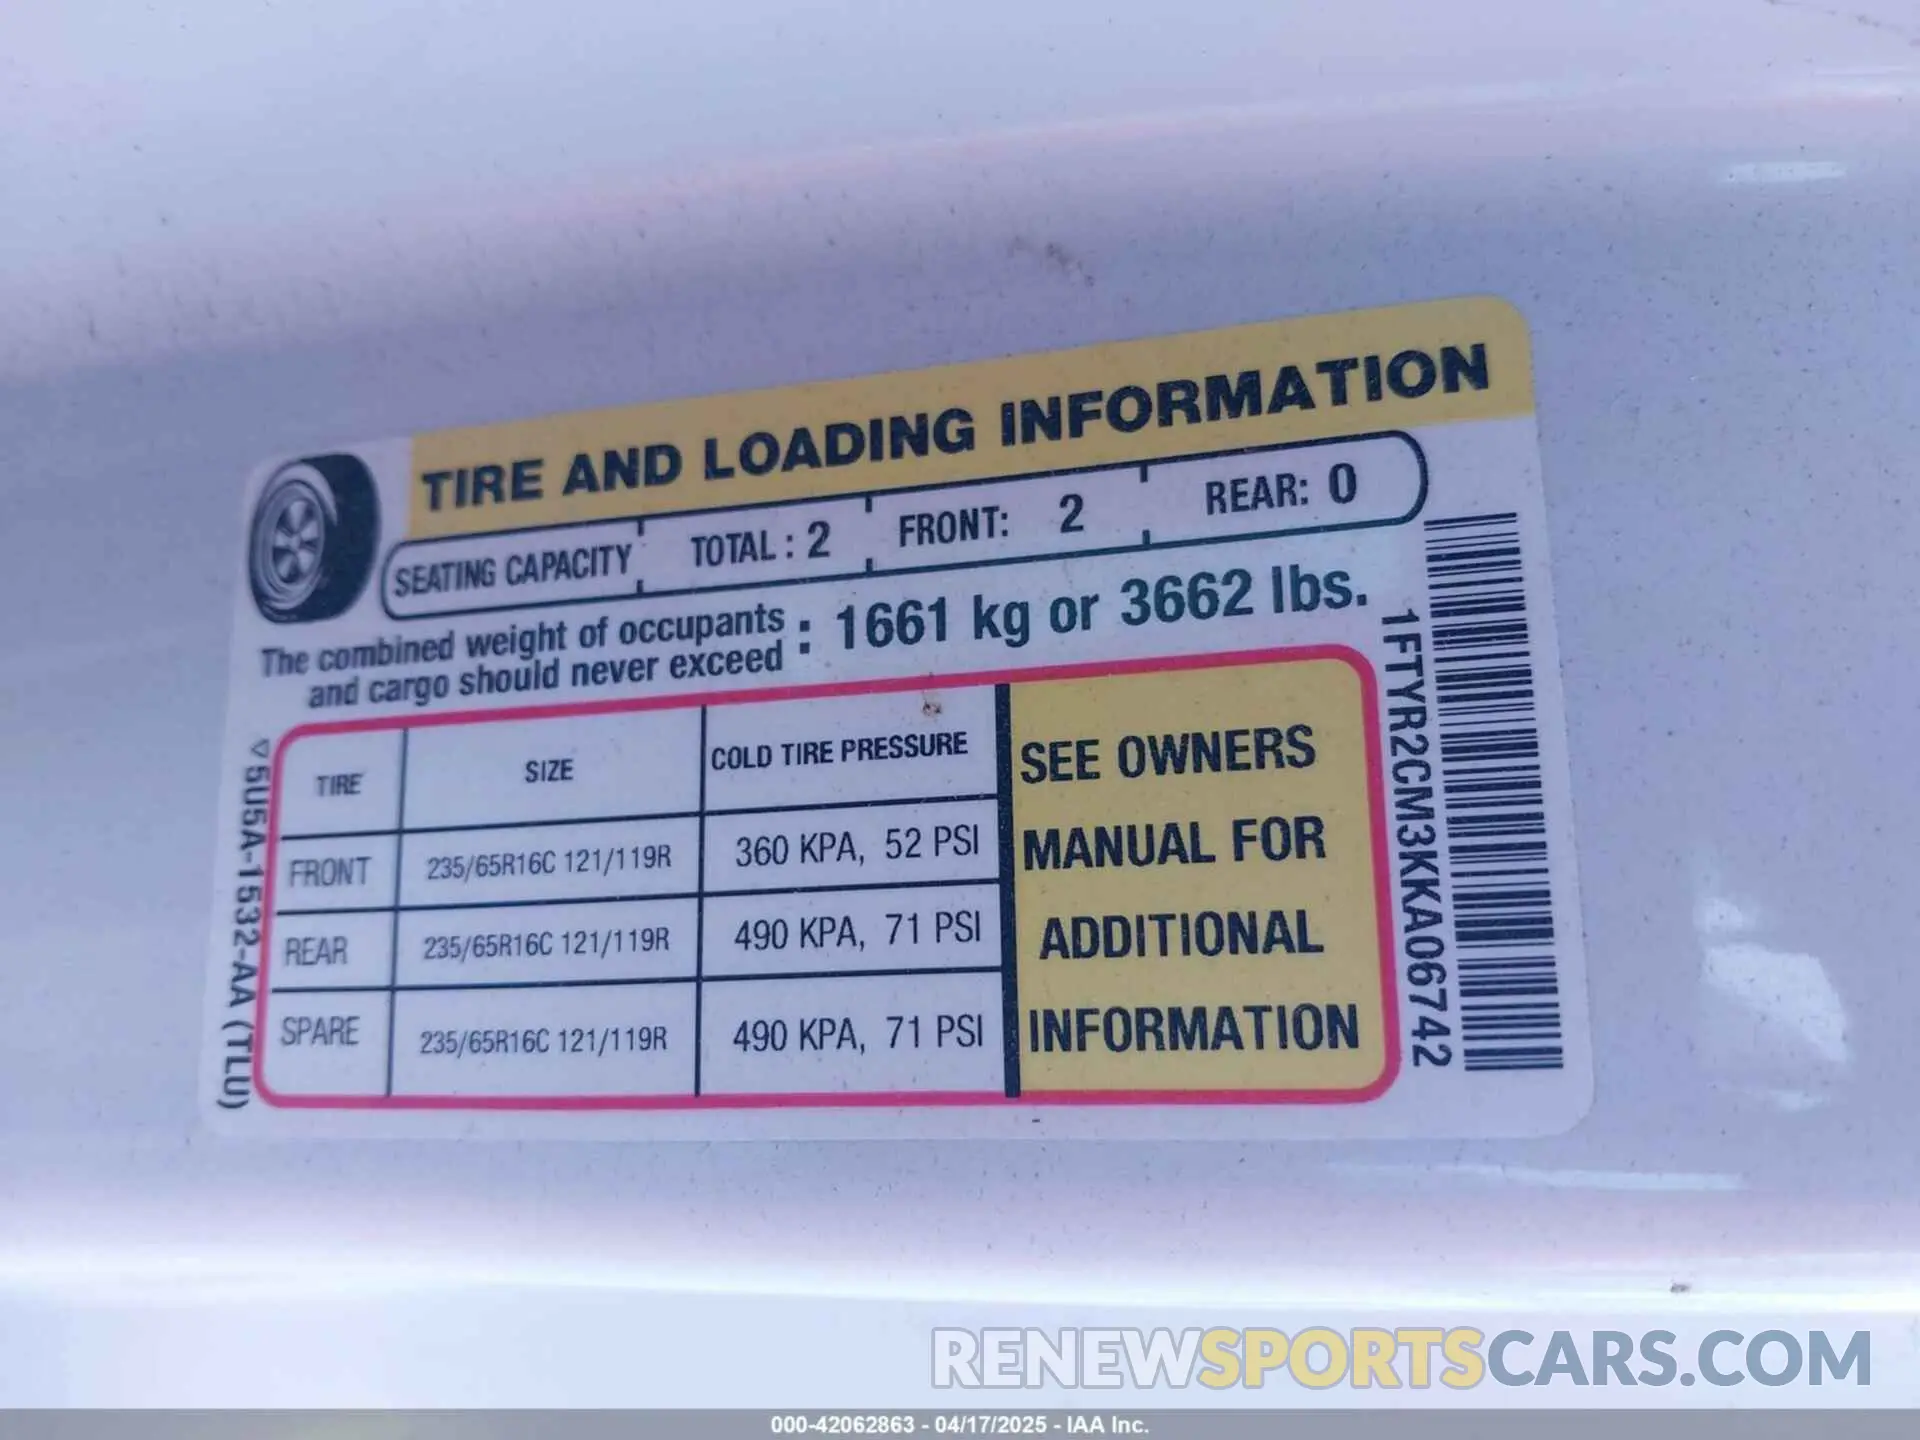 TIRE AND LOADING INFORMATION
SEATING CAPACITY TOTAL : 2 FRONT: 2 REAR: 0
The combined weight of occupants
and cargo should never exceed : 1661 kg or 3662 lbs.
TIRE SIZE COLD TIRE PRESSURE
FRONT 235/65R16C 121/119R 360 KPA, 52 PSI
REAR 235/65R16C 121/119R 490 KPA, 71 PSI
SPARE 235/65R16C 121/119R 490 KPA, 71 PSI
SEE OWNERS
MANUAL FOR
ADDITIONAL
INFORMATION
5U5A-1532-AA (TLU)
1FTYR2CM3KKA06742
RENEWSPORTSCARS.COM
000-42062863 - 04/17/2025 - IAA Inc.